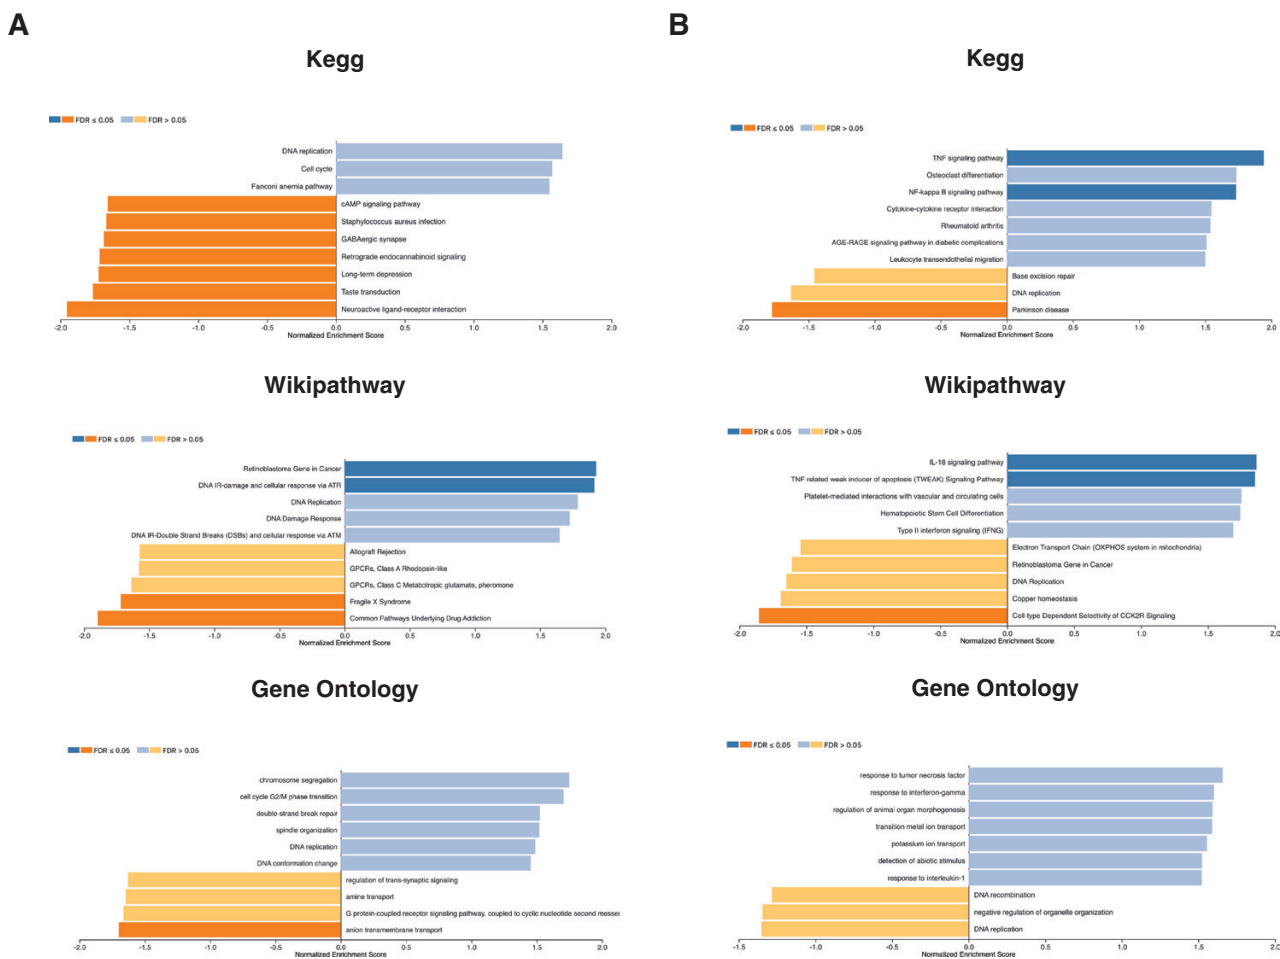 A
Kegg
FDR ≤ 0.05 FDR > 0.05
DNA replication
Cell cycle
Fanconi anemia pathway
cAMP signaling pathway
Staphylococcus aureus infection
GABAergic synapse
Retrograde endocannabinoid signaling
Long-term depression
Taste transduction
Neuroactive ligand-receptor interaction
-2.0 -1.5 -1.0 -0.5 0.0 0.5 1.0 1.5 2.0
Normalized Enrichment Score
Wikipathway
FDR ≤ 0.05 FDR > 0.05
Retinoblastoma Gene in Cancer
DNA IR-damage and cellular response via ATR
DNA Replication
DNA Damage Response
DNA IR-Double Strand Breaks (DSBs) and cellular response via ATM
Allograft Rejection
GPCRs, Class A Rhodopsin-like
GPCRs, Class C Metabotropic glutamate, pheromone
Fragile X Syndrome
Common Pathways Underlying Drug Addiction
-2.0 -1.5 -1.0 -0.5 0.0 0.5 1.0 1.5 2.0
Normalized Enrichment Score
Gene Ontology
FDR ≤ 0.05 FDR > 0.05
chromosome segregation
cell cycle G2/M phase transition
double-strand break repair
spindle organization
DNA replication
DNA conformation change
regulation of trans-synaptic signaling
amine transport
G protein-coupled receptor signaling pathway, coupled to cyclic nucleotide second messer
anion transmembrane transport
-2.0 -1.5 -1.0 -0.5 0.0 0.5 1.0 1.5 2.0
Normalized Enrichment Score
B
Kegg
FDR ≤ 0.05 FDR > 0.05
TNF signaling pathway
Osteoclast differentiation
NF-kappa B signaling pathway
Cytokine-cytokine receptor interaction
Rheumatoid arthritis
AGE-RAGE signaling pathway in diabetic complications
Leukocyte transendothelial migration
Base excision repair
DNA replication
Parkinson disease
-2.0 -1.5 -1.0 -0.5 0.0 0.5 1.0 1.5 2.0
Normalized Enrichment Score
Wikipathway
FDR ≤ 0.05 FDR > 0.05
IL-18 signaling pathway
TNF related weak inducer of apoptosis (TWEAK) Signaling Pathway
Platelet-mediated interactions with vascular and circulating cells
Hematopoietic Stem Cell Differentiation
Type II interferon signaling (IFNG)
Electron Transport Chain (OXPHOS system in mitochondria)
Retinoblastoma Gene in Cancer
DNA Replication
Copper homeostasis
Cell-type Dependent Selectivity of CCK2R Signaling
-2.0 -1.5 -1.0 -0.5 0.0 0.5 1.0 1.5 2.0
Normalized Enrichment Score
Gene Ontology
FDR ≤ 0.05 FDR > 0.05
response to tumor necrosis factor
response to interferon-gamma
regulation of animal organ morphogenesis
transition metal ion transport
potassium ion transport
detection of abiotic stimulus
response to interleukin-1
DNA recombination
negative regulation of organelle organization
DNA replication
-1.5 -1.0 -0.5 0.0 0.5 1.0 1.5 2.0
Normalized Enrichment Score